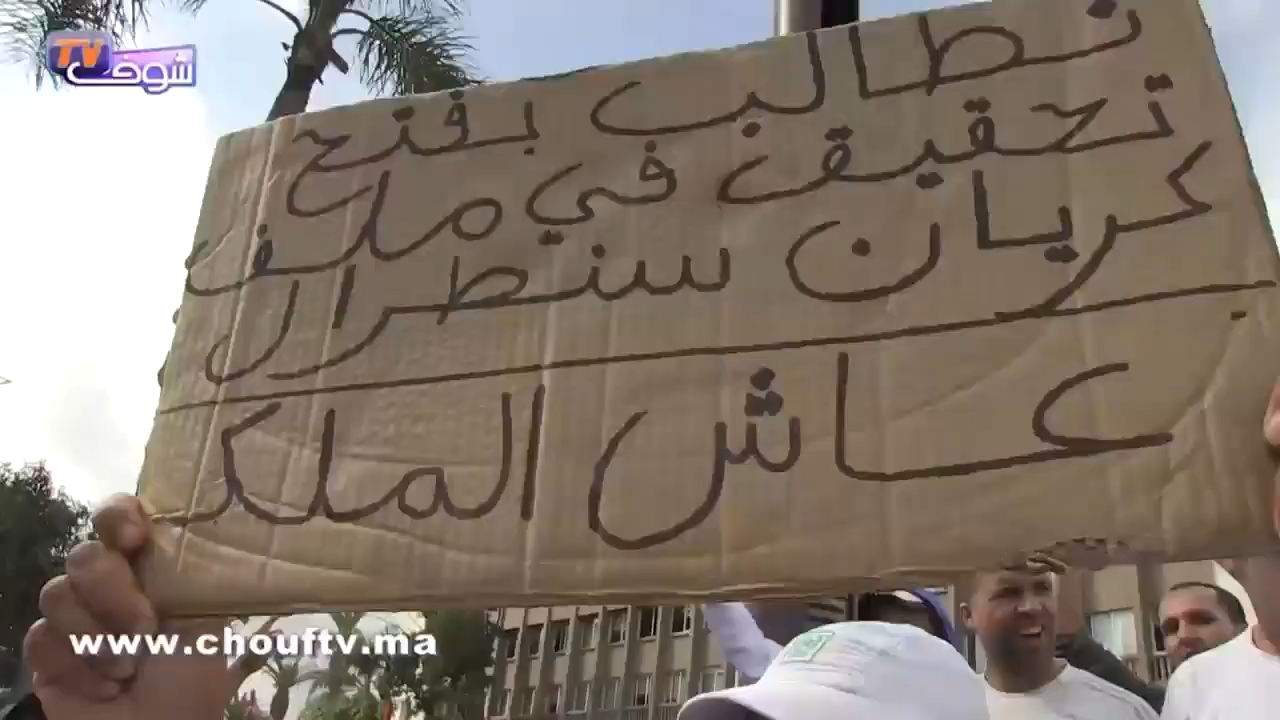 TV شوف
نطالب بفتح
تحقيق في ملف
كريان سنطرال
عاش الملك
www.chouftv.ma